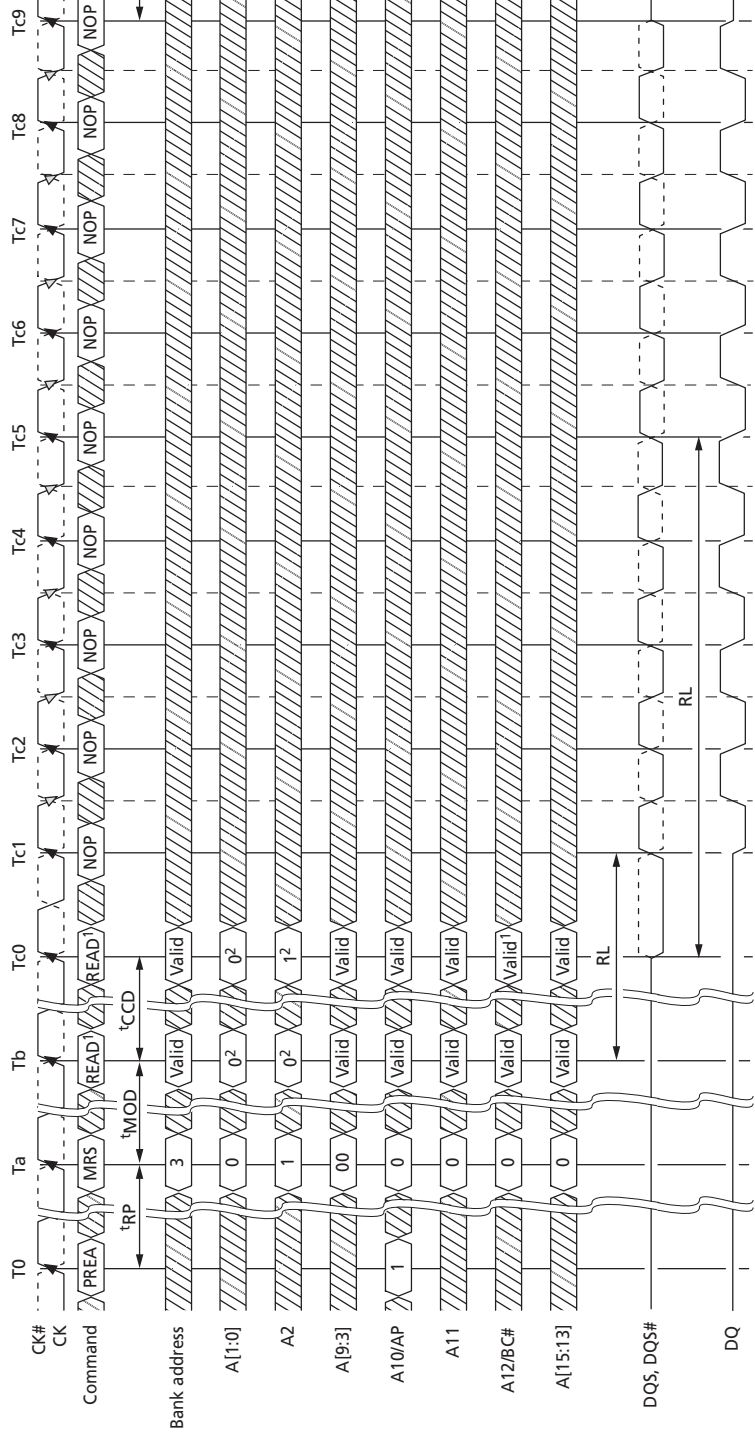 T0 Ta Tb Tc0 Tc1 Tc2 Tc3 Tc4 Tc5 Tc6 Tc7 Tc8 Tc9
CK#
CK
Command PREA MRS READ1 READ1 NOP NOP NOP NOP NOP NOP NOP NOP NOP
tRP tMOD tCCD
Bank address 3 Valid Valid
A[1:0] 0 02 02
A2 1 02 12
A[9:3] 00 Valid Valid
A10/AP 1 0 Valid Valid
A11 0 Valid Valid
A12/BC# 0 Valid Valid1
A[15:13] 0 Valid Valid
RL
DQS, DQS#
RL
DQ